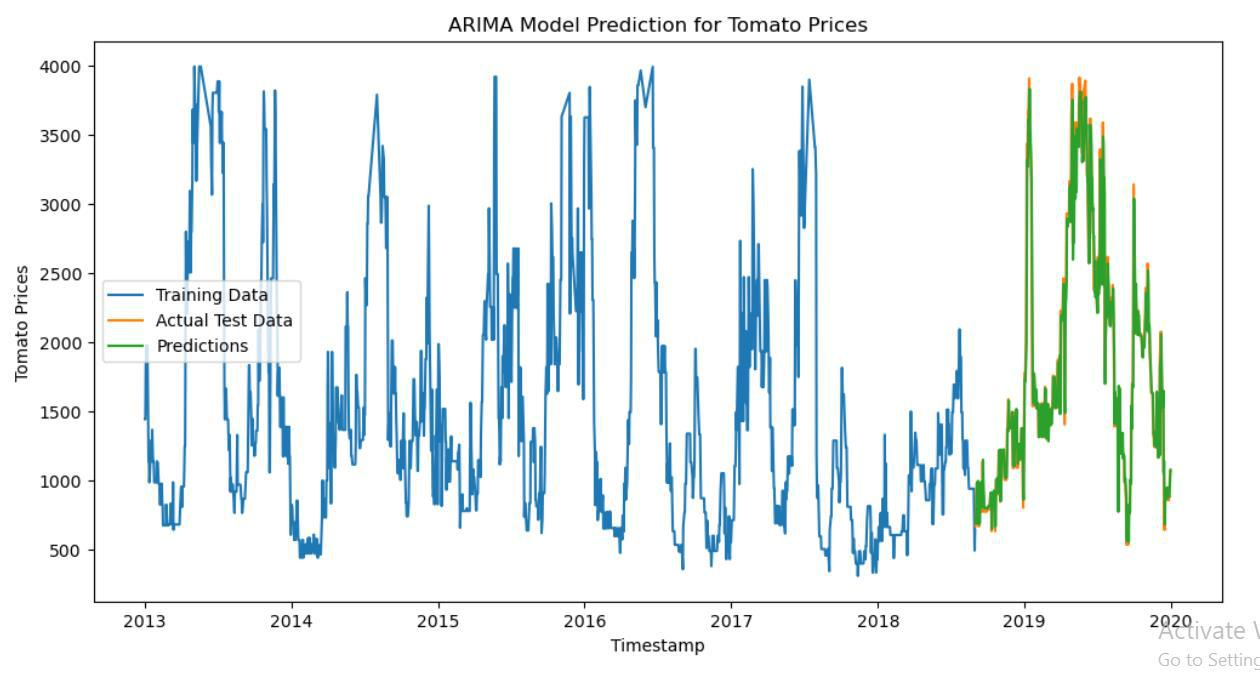 ARIMA Model Prediction for Tomato Prices
4000
3500
3000
2500
2000
1500
1000
500
Tomato Prices
Training Data
Actual Test Data
Predictions
2013 2014 2015 2016 2017 2018 2019 2020
Timestamp
Activate
Go to Setting